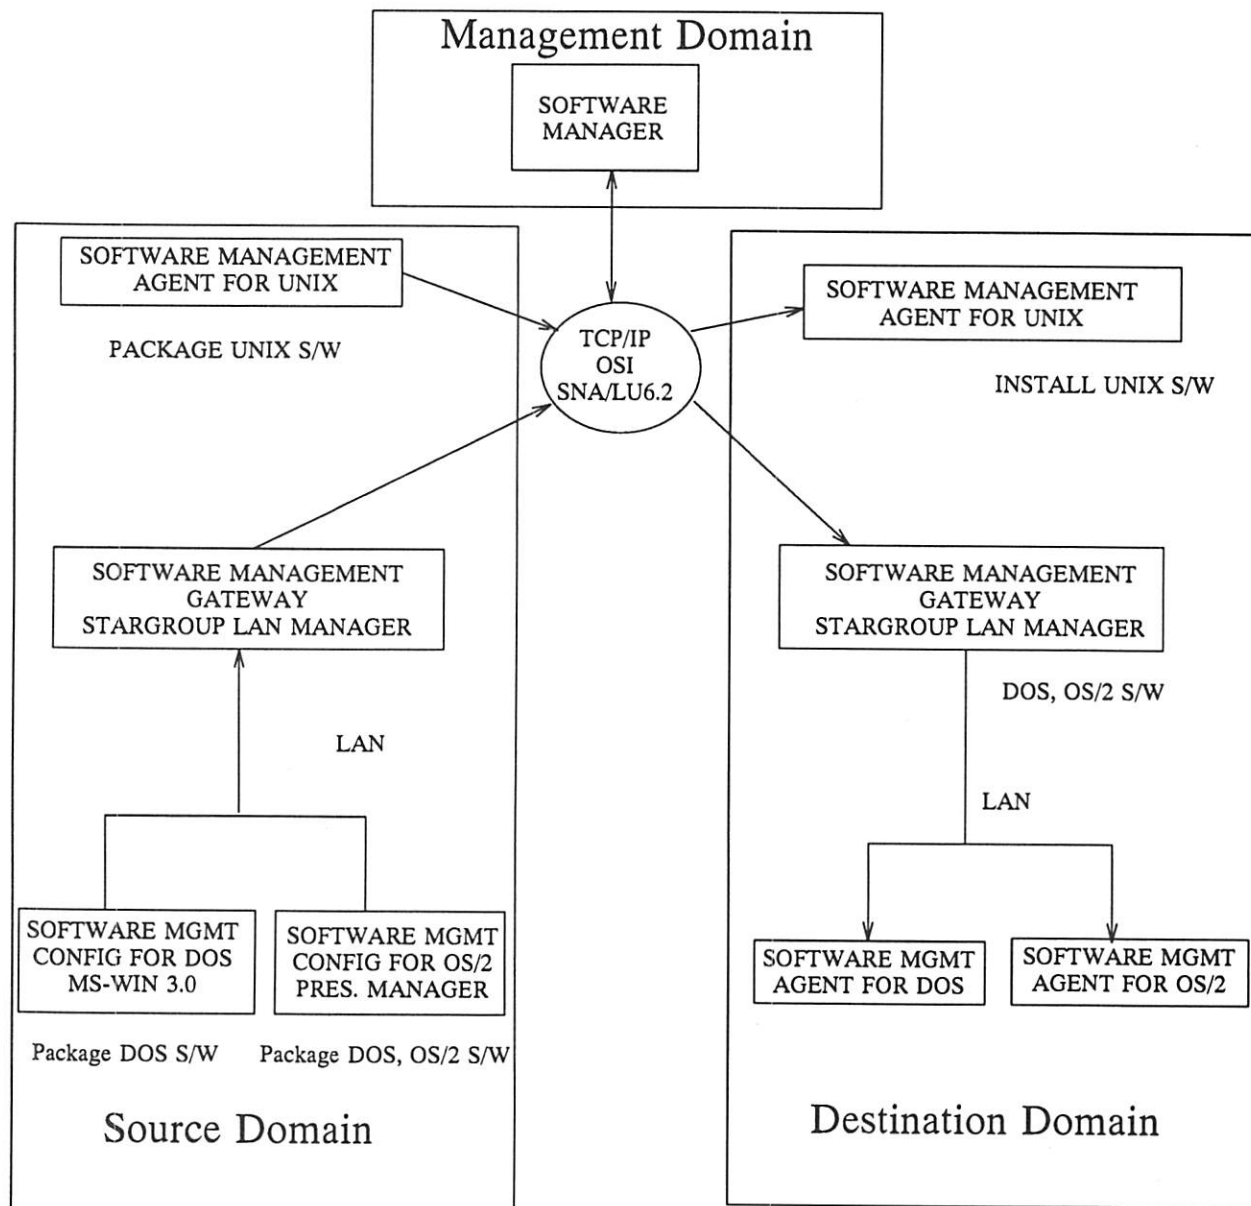 Management Domain
SOFTWARE
MANAGER
SOFTWARE MANAGEMENT
AGENT FOR UNIX
PACKAGE UNIX S/W
TCP/IP
OSI
SNA/LU6.2
SOFTWARE MANAGEMENT
AGENT FOR UNIX
INSTALL UNIX S/W
SOFTWARE MANAGEMENT
GATEWAY
STARGROUP LAN MANAGER
LAN
SOFTWARE MGMT
CONFIG FOR DOS
MS-WIN 3.0
Package DOS S/W
SOFTWARE MGMT
CONFIG FOR OS/2
PRES. MANAGER
Package DOS, OS/2 S/W
Source Domain
SOFTWARE MANAGEMENT
GATEWAY
STARGROUP LAN MANAGER
DOS, OS/2 S/W
LAN
SOFTWARE MGMT
AGENT FOR DOS
SOFTWARE MGMT
AGENT FOR OS/2
Destination Domain